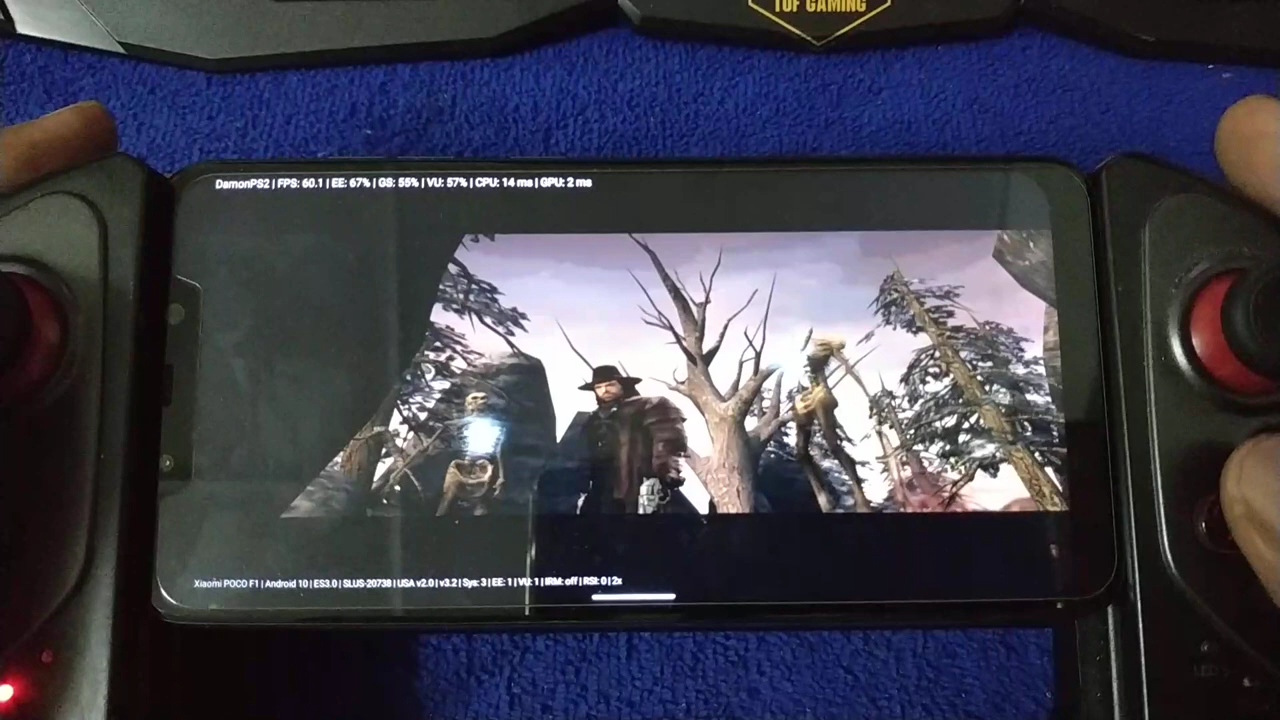 TUF GAMING
DamonPS2 | FPS: 60.1 | EE: 67% | GS: 55% | VU: 57% | CPU: 14 ms | GPU: 2 ms
Xiaomi POCO F1 | Android 10 | ES3.0 | SLUS-20738 | USA v2.0 | v3.2 | Sys: 3 | EE: 1 | VU: 1 | IRM: off | RSI: 0 | 2x